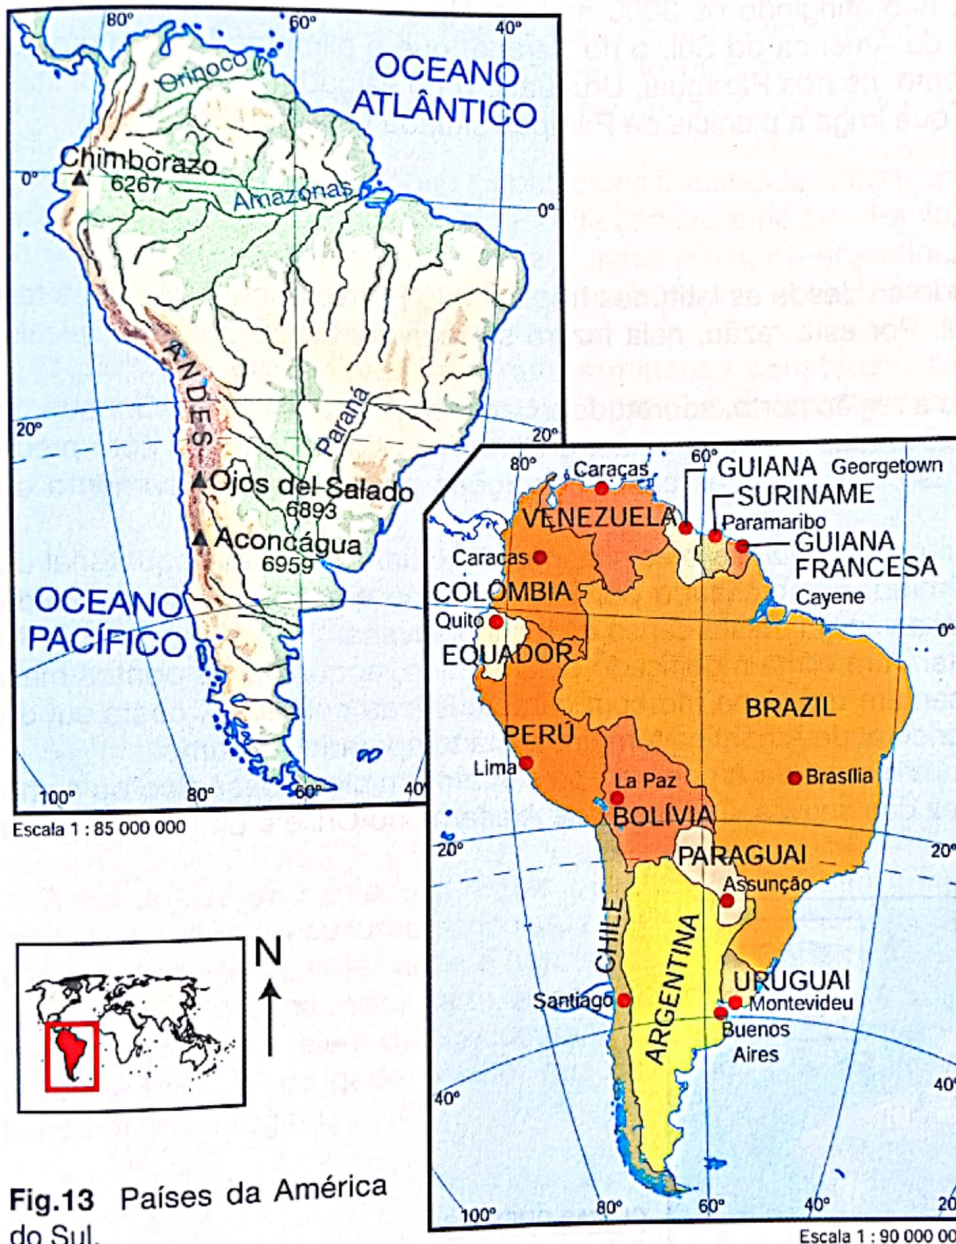 80°
60°
40°
Orinoco
OCEANO
ATLÂNTICO
Chimborazo
6267
0°
Amazonas
0°
ANDES
Paraná
20°
20°
Ojos del Salado
6893
Aconcágua
6959
OCEANO
PACÍFICO
100°
80°
60°
40
Escala 1 : 85 000 000
80°
Caraças
60°
GUIANA Georgetown
SURINAME
VENEZUELA
Paramaribo
GUIANA
FRANCESA
Caracas
Cayene
COLÔMBIA
Quito
0°
EQUADOR
BRAZIL
PERÚ
Lima
La Paz
Brasília
BOLÍVIA
20°
20°
PARAGUAI
Assunção
CHILE
ARGENTINA
URUGUAI
Santiago
Montevideu
Buenos
Aires
40°
40°
100°
80°
60°
40°
20°
Escala 1 : 90 000 00
N
Fig.13 Países da América
do Sul.